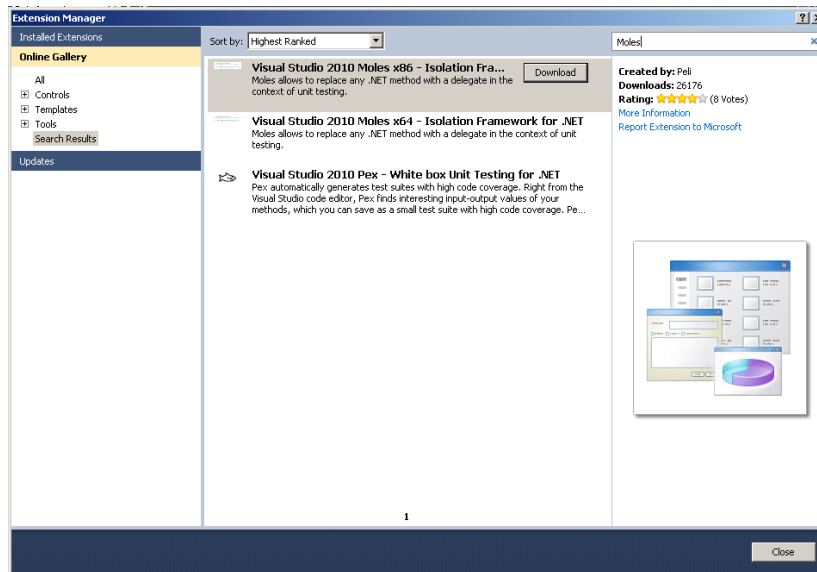 Extension Manager
Installed Extensions
Online Gallery
All
Controls
Templates
Tools
Search Results
Updates
Sort by: Highest Ranked
Visual Studio 2010 Moles x86 - Isolation Fra...
Moles allows to replace any .NET method with a delegate in the
context of unit testing.
Download
Visual Studio 2010 Moles x64 - Isolation Framework for .NET
Moles allows to replace any .NET method with a delegate in the context of unit
testing.
Visual Studio 2010 Pex - White box Unit Testing for .NET
Pex automatically generates test suites with high code coverage. Right from the
Visual Studio code editor, Pex finds interesting input-output values of your
methods, which you can save as a small test suite with high code coverage. Pe...
1
Moles
Created by: Peli
Downloads: 26176
Rating: (8 Votes)
More Information
Report Extension to Microsoft
Close